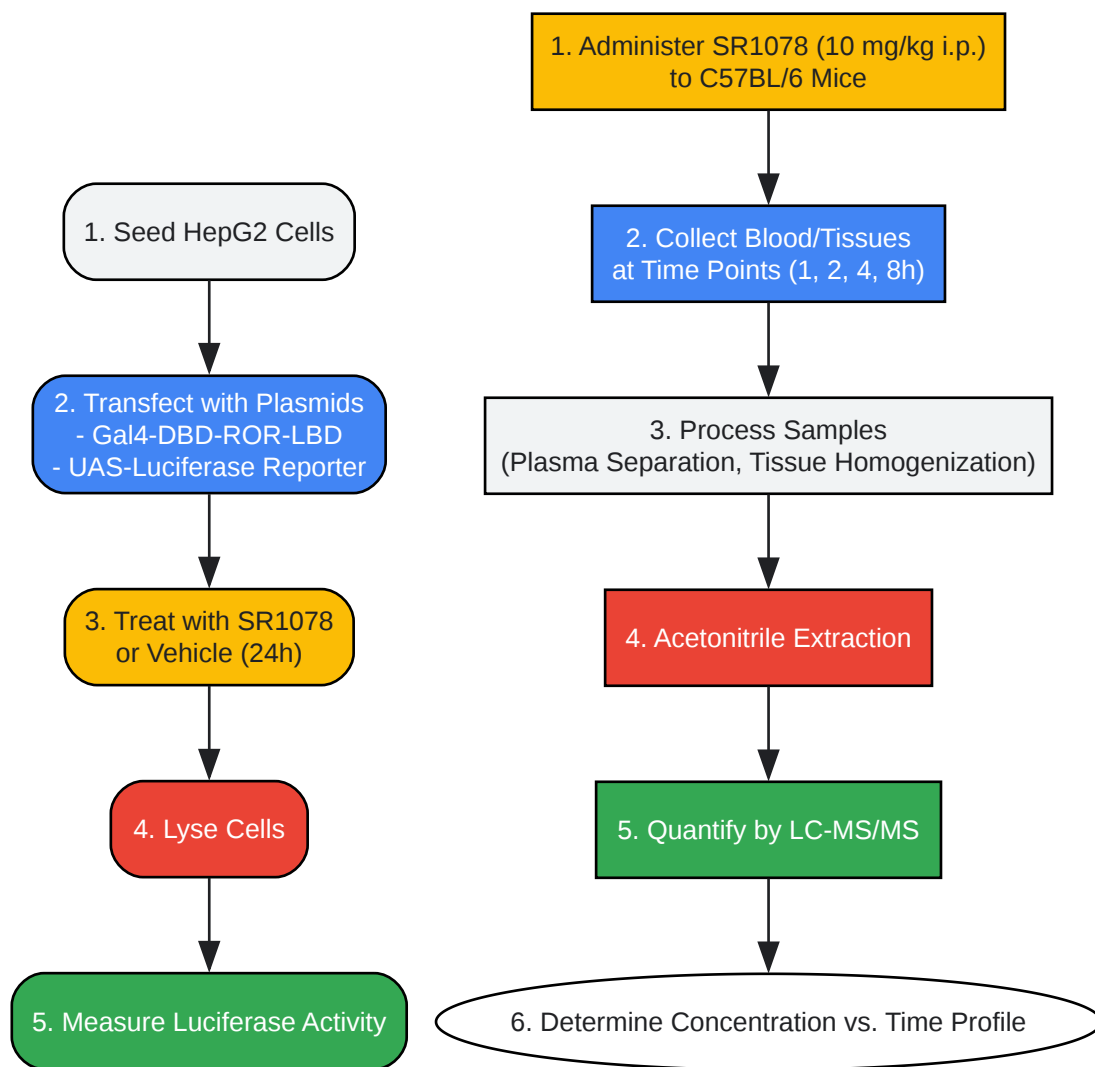 1. Seed HepG2 Cells
2. Transfect with Plasmids
- Gal4-DBD-ROR-LBD
- UAS-Luciferase Reporter
3. Treat with SR1078
or Vehicle (24h)
4. Lyse Cells
5. Measure Luciferase Activity
1. Administer SR1078 (10 mg/kg i.p.)
to C57BL/6 Mice
2. Collect Blood/Tissues
at Time Points (1, 2, 4, 8h)
3. Process Samples
(Plasma Separation, Tissue Homogenization)
4. Acetonitrile Extraction
5. Quantify by LC-MS/MS
6. Determine Concentration vs. Time Profile